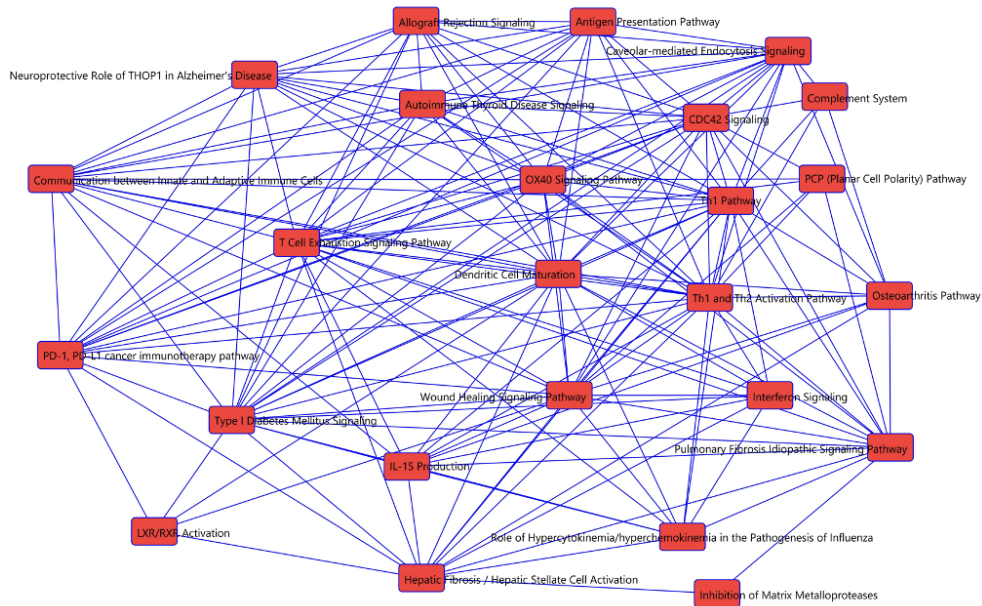 Allograft Rejection Signaling
Antigen Presentation Pathway
Caveolar-mediated Endocytosis Signaling
Neuroprotective Role of THOP1 in Alzheimer's Disease
Autoimmune Thyroid Disease Signaling
Complement System
CDC42 Signaling
Communication between Innate and Adaptive Immune Cells
OX40 Signaling Pathway
PCP (Planar Cell Polarity) Pathway
Th1 Pathway
T Cell Exhaustion Signaling Pathway
Dendritic Cell Maturation
Th1 and Th2 Activation Pathway
Osteoarthritis Pathway
PD-1, PD-L1 cancer immunotherapy pathway
Wound Healing Signaling Pathway
Interferon Signaling
Type I Diabetes Mellitus Signaling
Pulmonary Fibrosis Idiopathic Signaling Pathway
IL-15 Production
LXR/RXR Activation
Role of Hypercytokinemia/hyperchemokinemia in the Pathogenesis of Influenza
Hepatic Fibrosis / Hepatic Stellate Cell Activation
Inhibition of Matrix Metalloproteases